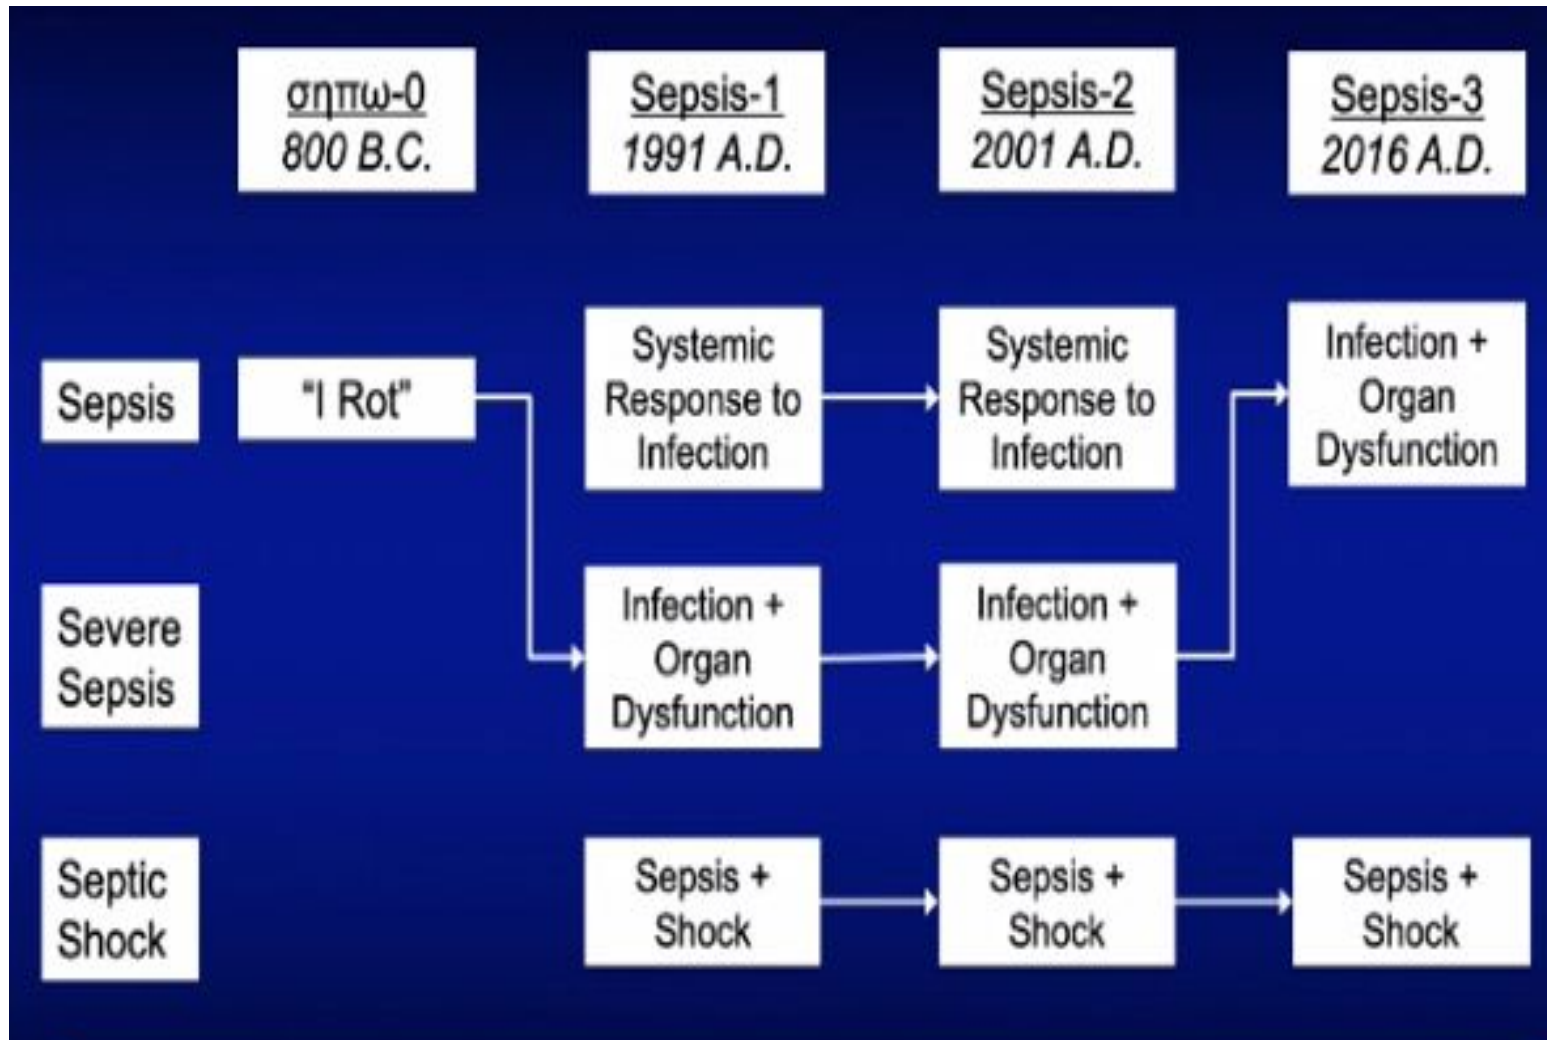 σηπω-0
800 B.C.
Sepsis-1
1991 A.D.
Sepsis-2
2001 A.D.
Sepsis-3
2016 A.D.
Sepsis
“I Rot”
Systemic
Response to
Infection
Systemic
Response to
Infection
Infection +
Organ
Dysfunction
Severe
Sepsis
Infection +
Organ
Dysfunction
Infection +
Organ
Dysfunction
Septic
Shock
Sepsis +
Shock
Sepsis +
Shock
Sepsis +
Shock